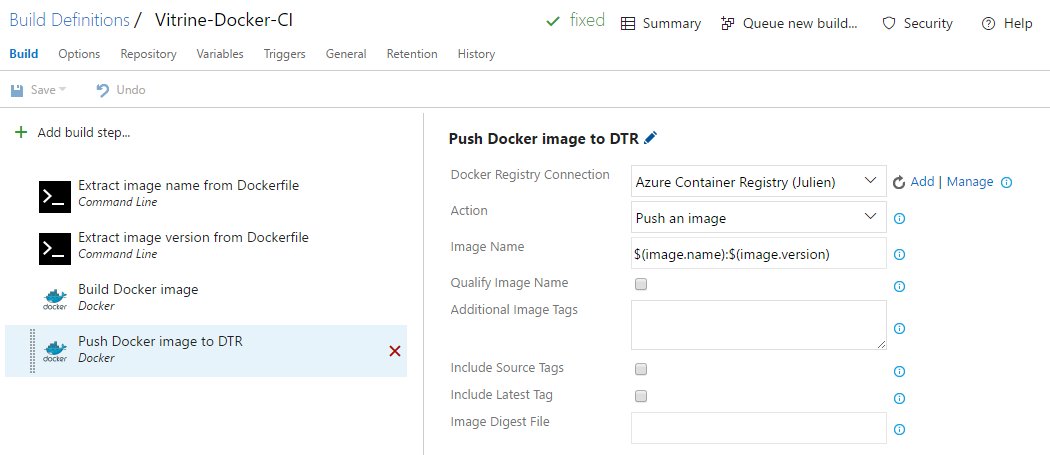 Build Definitions / Vitrine-Docker-CI
fixed Summary Queue new build... Security Help
Build Options Repository Variables Triggers General Retention History
Save Undo
Add build step...
Extract image name from Dockerfile
Command Line
Extract image version from Dockerfile
Command Line
Build Docker image
docker Docker
Push Docker image to DTR
docker Docker
Push Docker image to DTR
Docker Registry Connection Azure Container Registry (Julien) Add | Manage
Action Push an image
Image Name $(image.name):$(image.version)
Qualify Image Name
Additional Image Tags
Include Source Tags
Include Latest Tag
Image Digest File